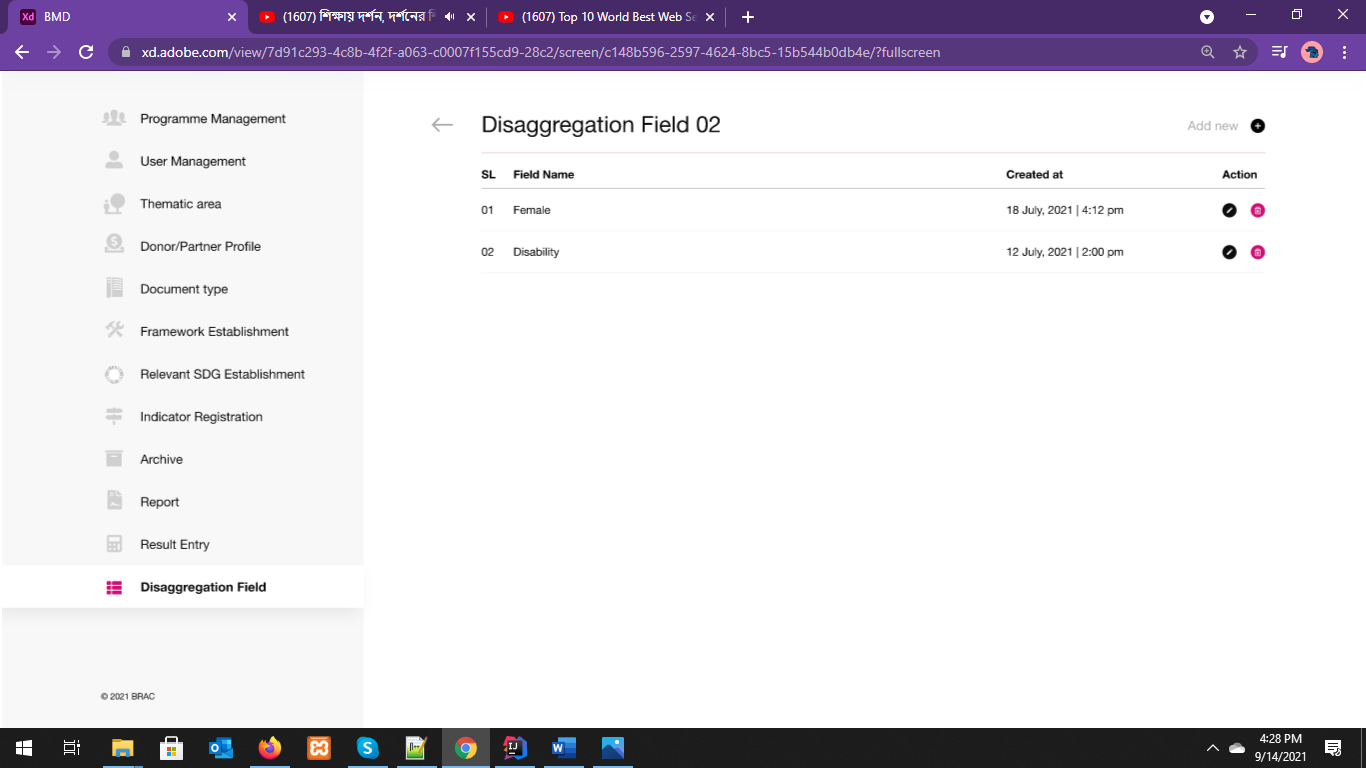 Xd BMD
(1607) শিক্ষায় দর্শন, দর্শনের
(1607) Top 10 World Best Web Se
xd.adobe.com/view/7d91c293-4c8b-4f2f-a063-c0007f155cd9-28c2/screen/c148b596-2597-4624-8bc5-15b544b0db4e/?fullscreen
Programme Management
User Management
Thematic area
Donor/Partner Profile
Document type
Framework Establishment
Relevant SDG Establishment
Indicator Registration
Archive
Report
Result Entry
Disaggregation Field
© 2021 BRAC
Disaggregation Field 02
Add new
SL Field Name Created at Action
01 Female 18 July, 2021 | 4:12 pm
02 Disability 12 July, 2021 | 2:00 pm
4:28 PM
9/14/2021